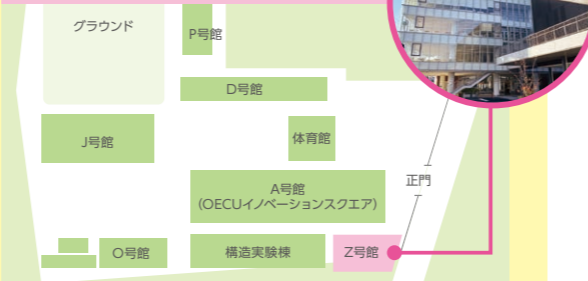 グラウンド
P号館
D号館
J号館
体育館
A号館
（OECUイノベーションスクエア）
正門
O号館
構造実験棟
Z号館